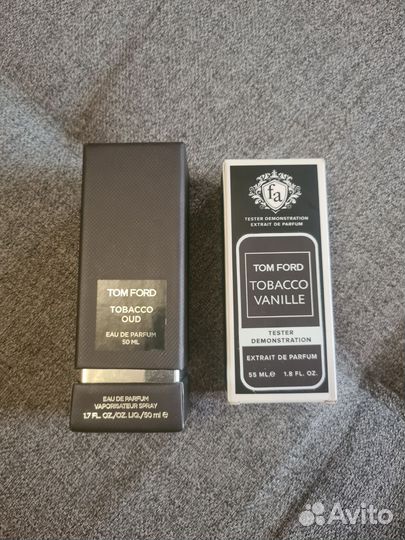 TOM FORD
TOBACCO
OUD
EAU DE PARFUM
50 ML
EAU DE PARFUM
VAPORISATEUR SPRAY
1.7 FL. OZ./OZ. LIQ./50 ml ℮
fa
TESTER DEMONSTRATION
EXTRAIT DE PARFUM
TOM FORD
TOBACCO
VANILLE
TESTER
DEMONSTRATION
EXTRAIT DE PARFUM
55 ML.℮ 1.8 FL. OZ.
Avito